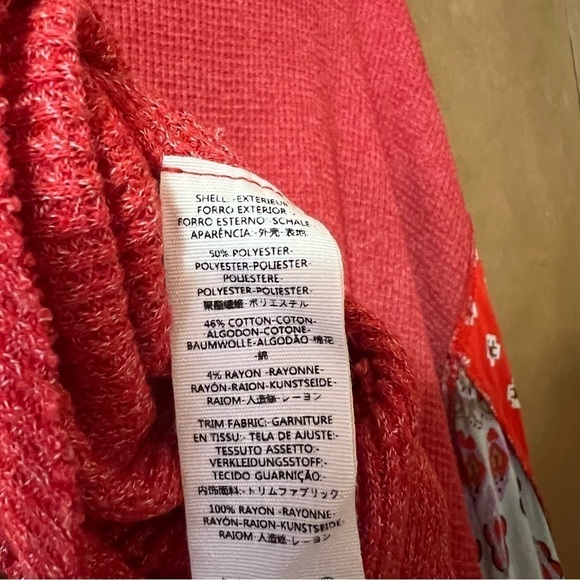 SHELL: -EXTERIEUR
FORRO EXTERIOR -
FORRO ESTERNO -SCHALE
APARÊNCIA:-外壳-表地
50% POLYESTER-
POLYESTER-POLIESTER-
POLIESTERE-
POLYESTER-POLIÉSTER-
聚酯纖維-ポリエステル
46% COTTON-COTON-
ALGODON-COTONE-
BAUMWOLLE-ALGODÃO-棉花
-綿
4% RAYON -RAYONNE-
RAYÓN-RAION-KUNSTSEIDE-
RAIOM-人造絲-レーヨン
TRIM FABRIC: GARNITURE
EN TISSU:- TELA DE AJUSTE:-
TESSUTO ASSETTO:-
VERKLEIDUNGSSTOFF:-
TECIDO GUARNIÇÃO:-
内饰面料:-トリムファブリック
100% RAYON -RAYONNE-
RAYÓN-RAION-KUNSTSEIDE-
RAIOM-人造絲-レーヨン